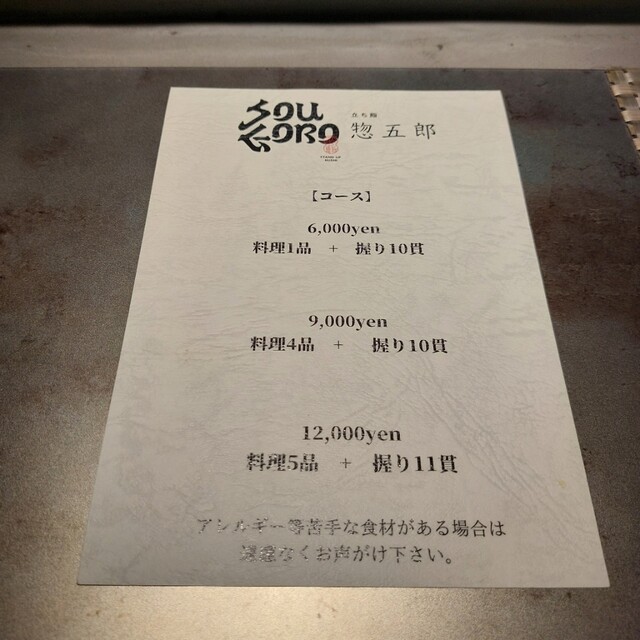 SOU
GORO
立ち鮨
惣五郎
STAND UP
SUSHI
【コース】
6,000yen
料理1品 + 握り10貫
9,000yen
料理4品 + 握り10貫
12,000yen
料理5品 + 握り11貫
アレルギー等苦手な食材がある場合は
遠慮なくお声がけ下さい。